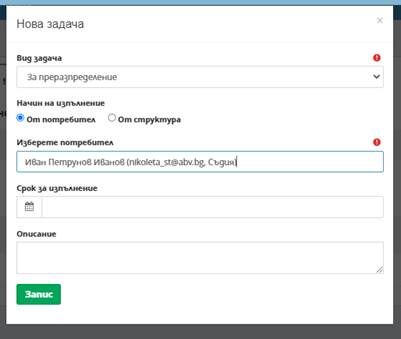 Нова задача
×
Вид задача
За преразпределение
Начин на изпълнение
От потребител От структура
Изберете потребител
Иван Петрунов Иванов (nikoleta_st@abv.bg, Съдия)
Срок за изпълнение
Описание
Запис